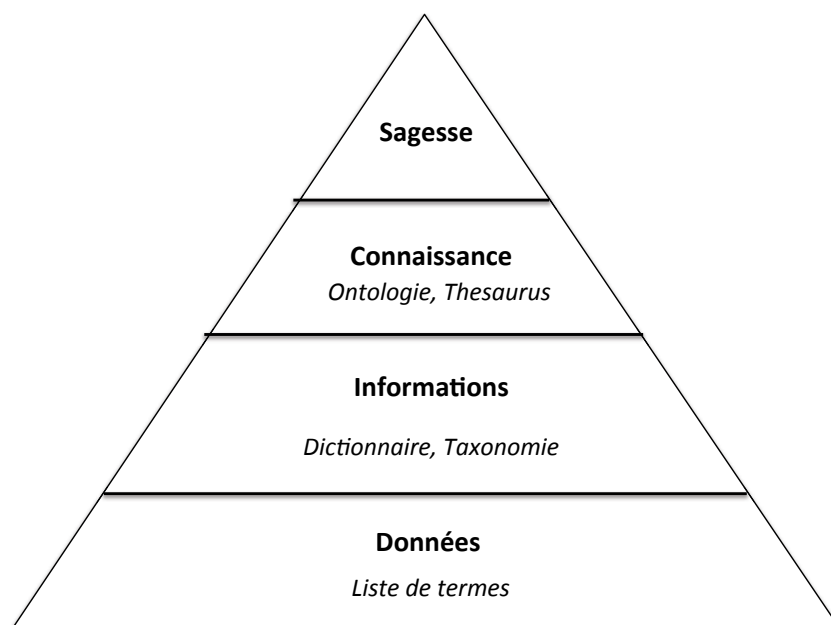 Sagesse
Connaissance
Ontologie, Thesaurus
Informations
Dictionnaire, Taxonomie
Données
Liste de termes